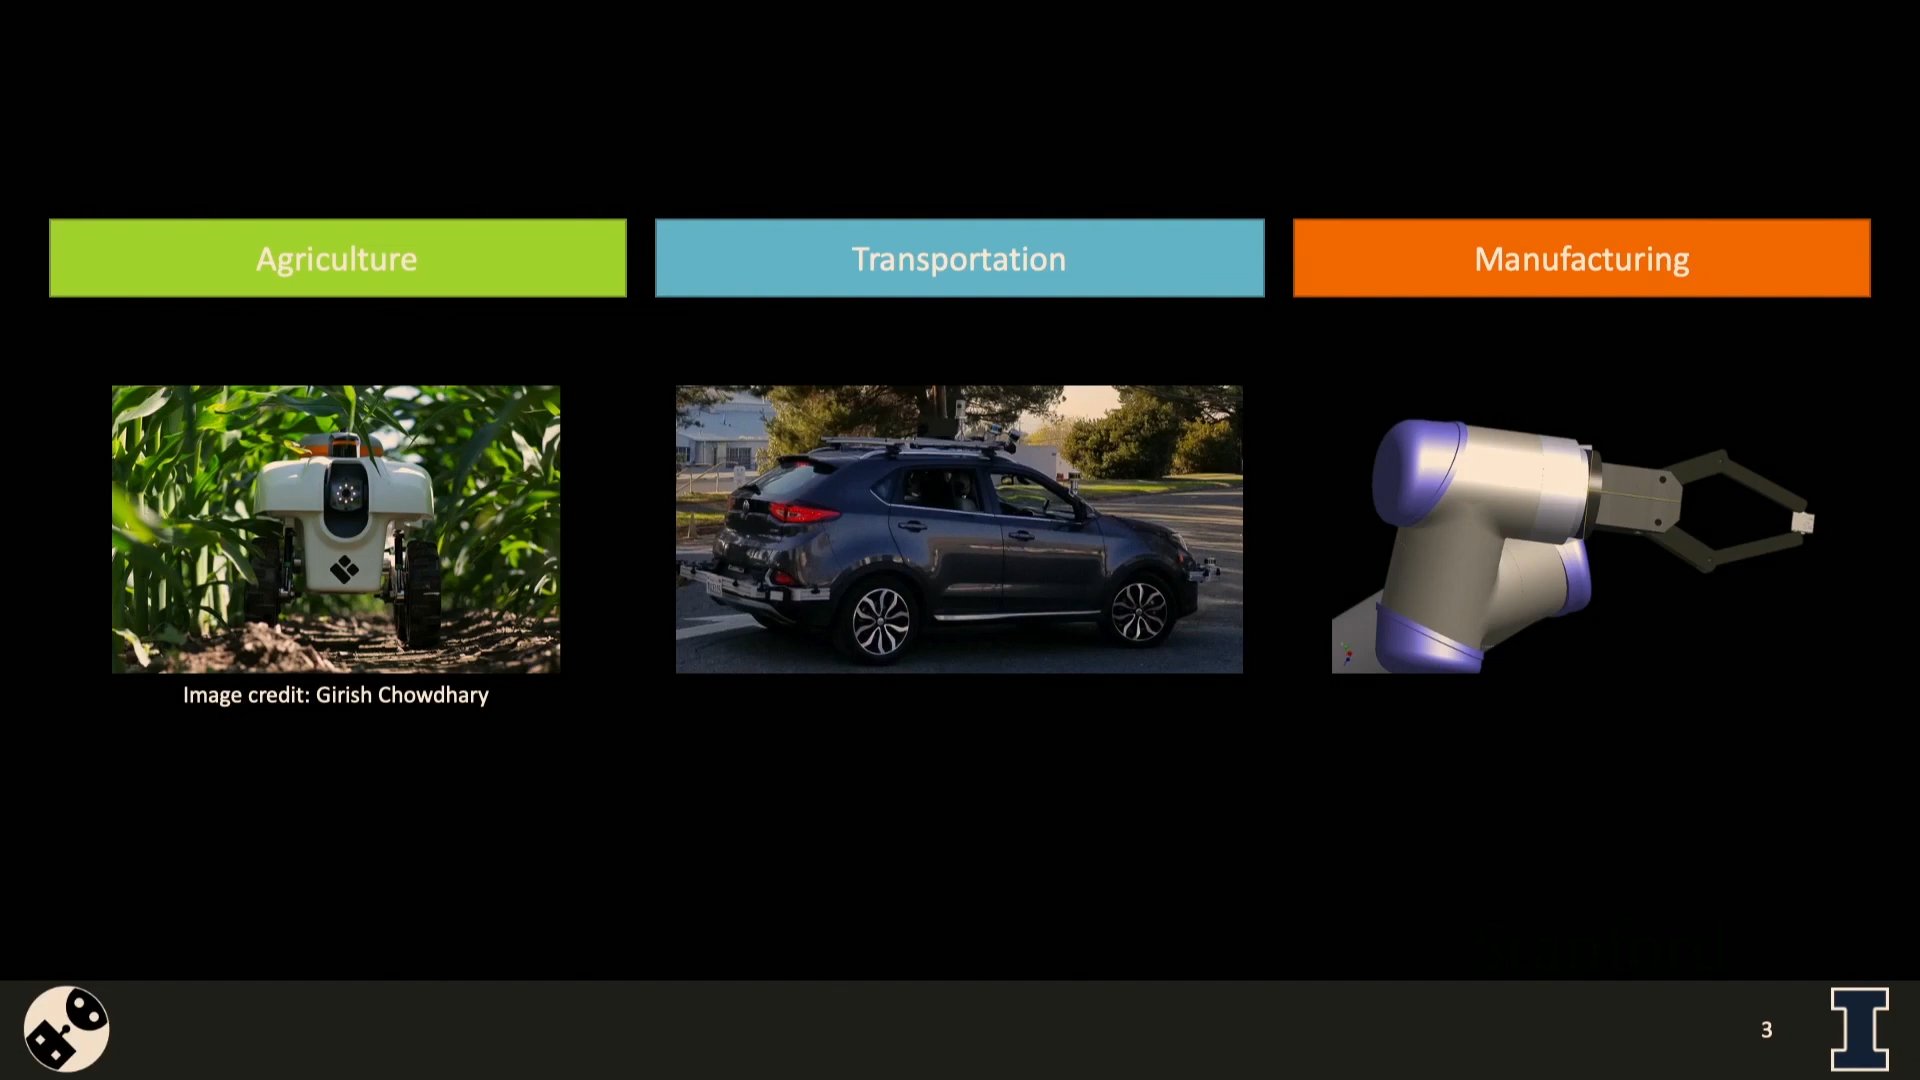 Agriculture
Transportation
Manufacturing
Image credit: Girish Chowdhary
3